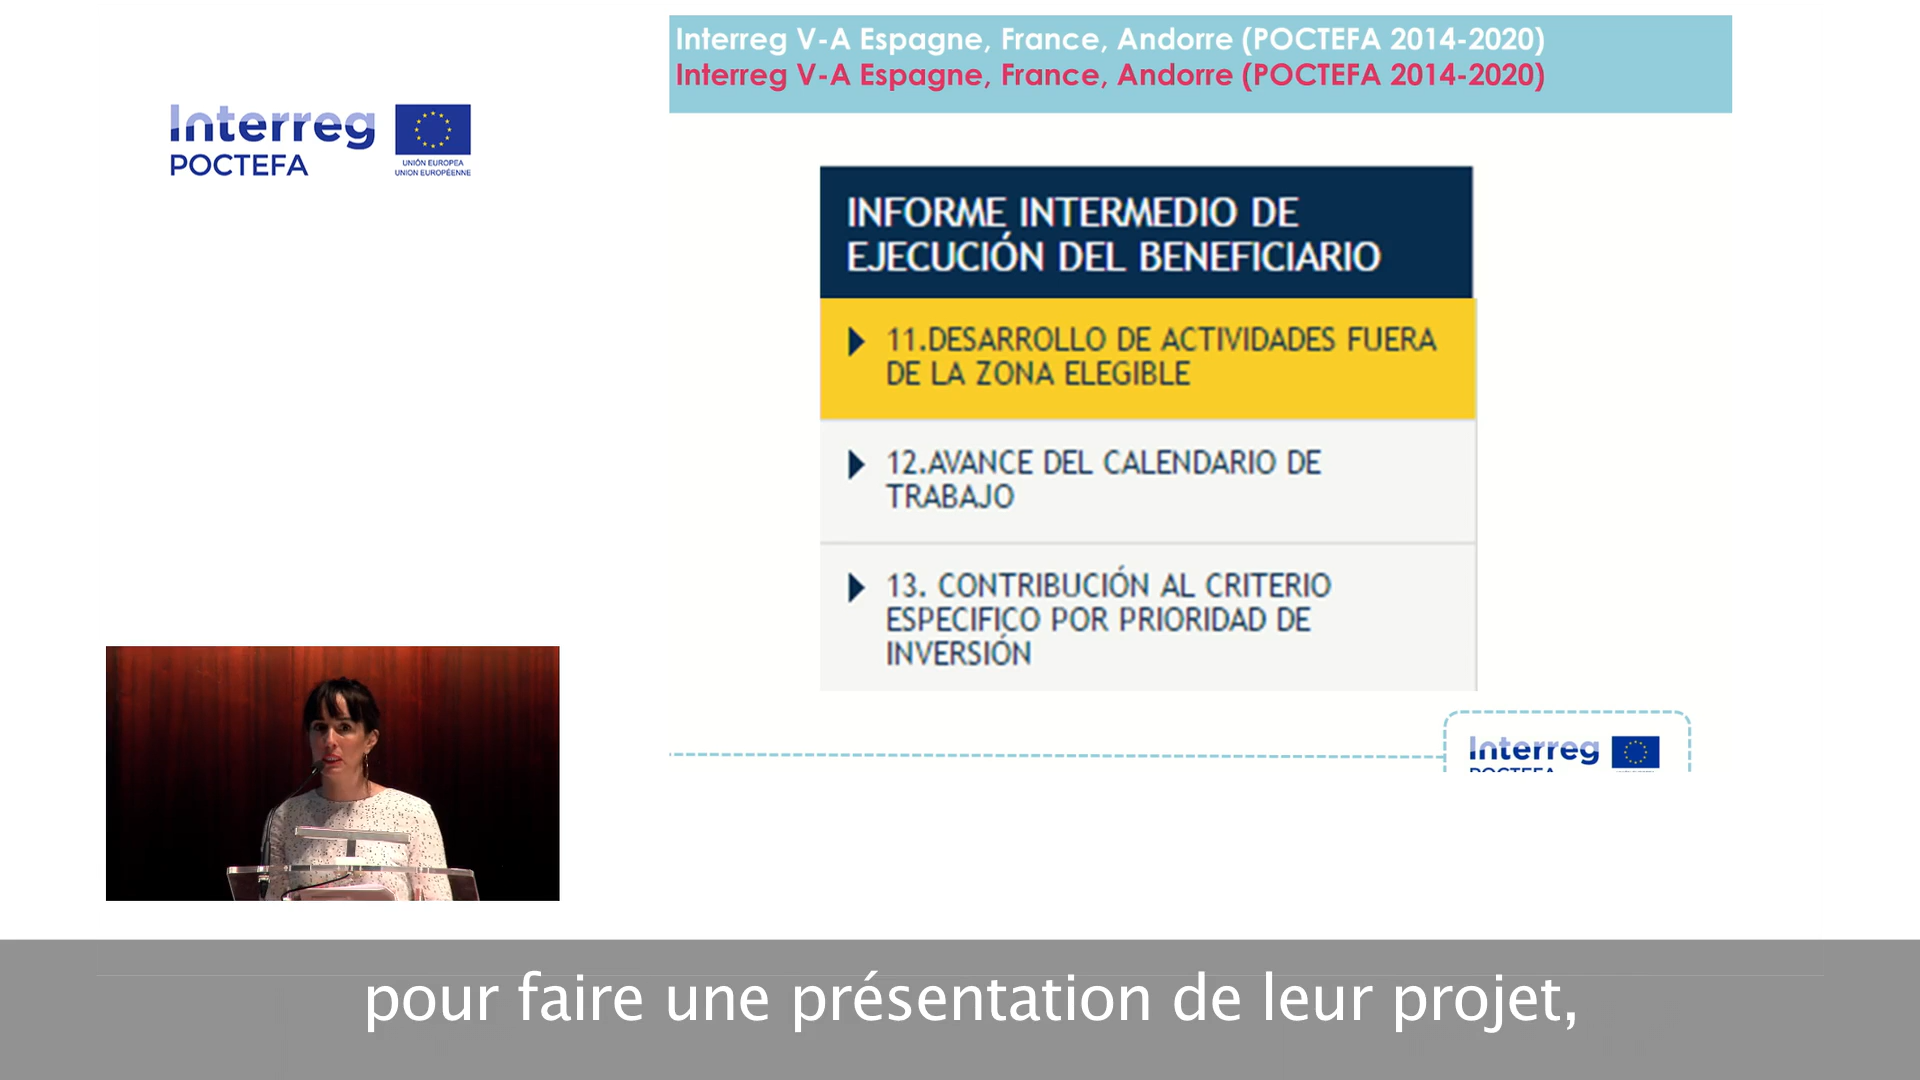 Interreg V-A Espagne, France, Andorre (POCTEFA 2014-2020)
Interreg V-A Espagne, France, Andorre (POCTEFA 2014-2020)
Interreg
POCTEFA
UNIÓN EUROPEA
UNION EUROPÉENNE
INFORME INTERMEDIO DE
EJECUCIÓN DEL BENEFICIARIO
11.DESARROLLO DE ACTIVIDADES FUERA
DE LA ZONA ELEGIBLE
12.AVANCE DEL CALENDARIO DE
TRABAJO
13. CONTRIBUCIÓN AL CRITERIO
ESPECIFICO POR PRIORIDAD DE
INVERSIÓN
Interreg
POCTEFA
pour faire une présentation de leur projet,